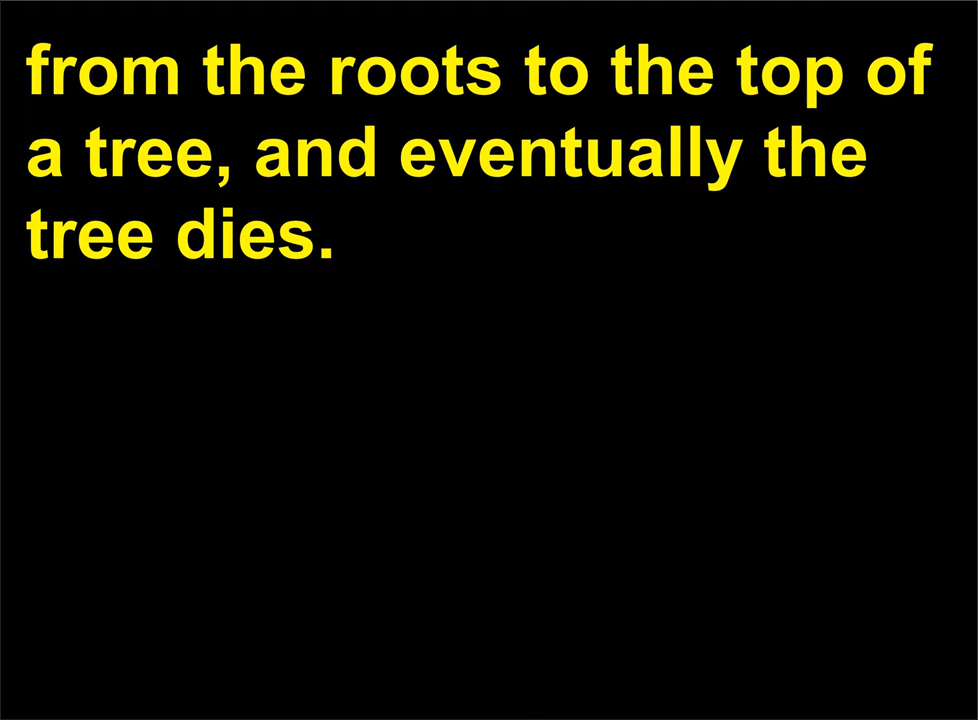 from the roots to the top of
a tree, and eventually the
tree dies.